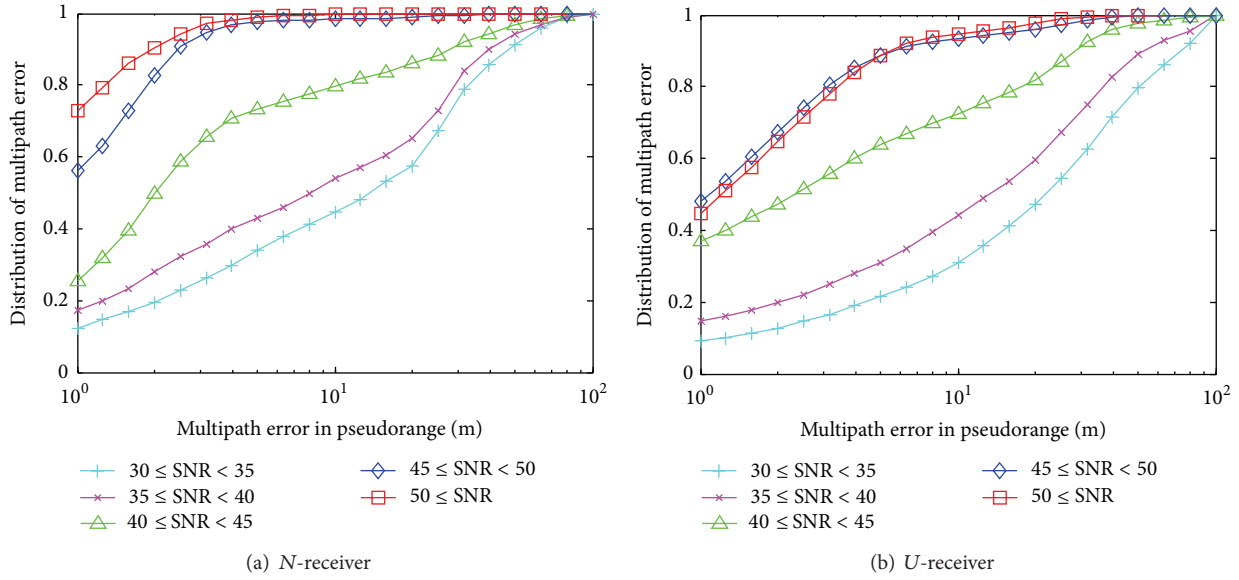 1
0.8
0.6
0.4
0.2
0
Distribution of multipath error
10^0
10^1
10^2
Multipath error in pseudorange (m)
30 ≤ SNR < 35
35 ≤ SNR < 40
40 ≤ SNR < 45
45 ≤ SNR < 50
50 ≤ SNR
(a) N-receiver
1
0.8
0.6
0.4
0.2
0
Distribution of multipath error
10^0
10^1
10^2
Multipath error in pseudorange (m)
30 ≤ SNR < 35
35 ≤ SNR < 40
40 ≤ SNR < 45
45 ≤ SNR < 50
50 ≤ SNR
(b) U-receiver